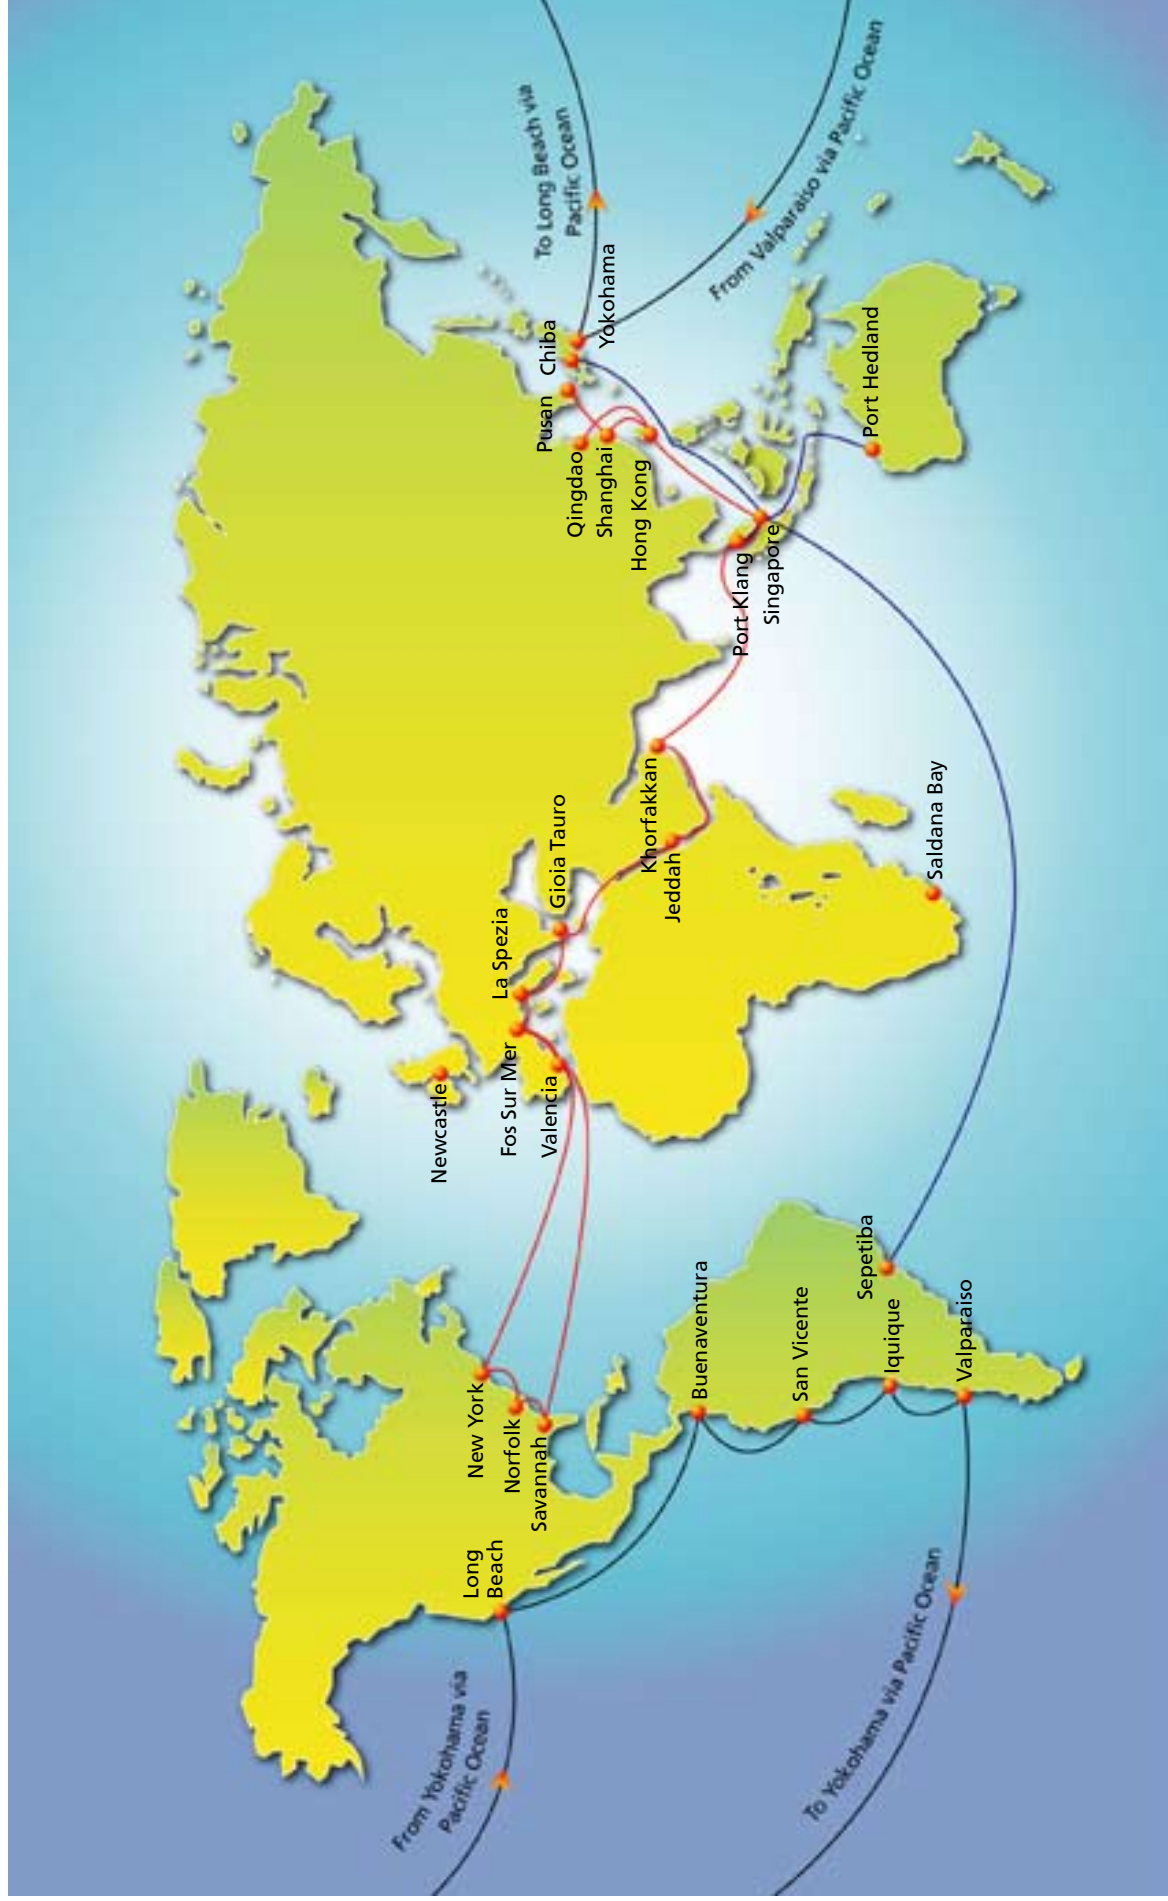 From Yokohama via
Pacific Ocean
To Yokohama via Pacific Ocean
Long
Beach
New York
Norfolk
Savannah
Buenaventura
San Vicente
Iquique
Valparaiso
Sepetiba
Newcastle
Fos Sur Mer
Valencia
La Spezia
Gioia Tauro
Jeddah
Khorfakkan
Saldana Bay
Port Klang
Singapore
Hong Kong
Shanghai
Qingdao
Pusan
Chiba
Yokohama
Port Hedland
To Long Beach via
Pacific Ocean
From Valparaiso via Pacific Ocean